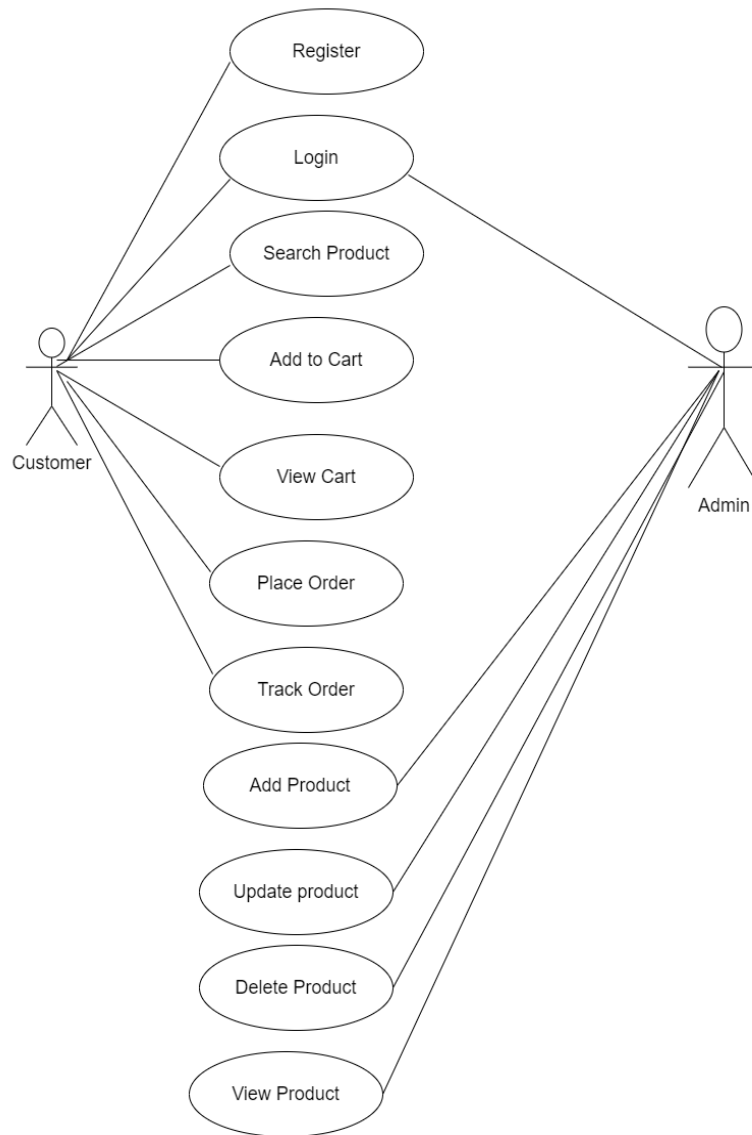 Register
Login
Search Product
Add to Cart
Customer
View Cart
Admin
Place Order
Track Order
Add Product
Update product
Delete Product
View Product